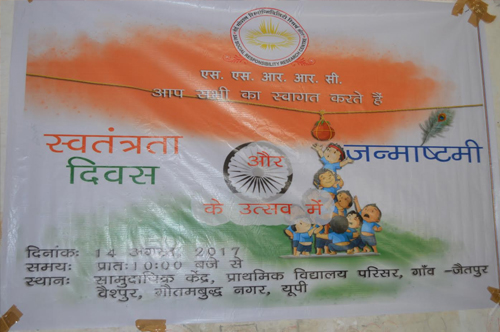 एस. एस. आर. आर. सी.
आप सभी का स्वागत करते हैं
स्वतंत्रता दिवस
और
जन्माष्टमी
के उत्सव में
दिनांकः 14 अगस्त, 2017
समयः प्रातः10:00 बजे से
स्थानः सामुदायिक केंद्र, प्राथमिक विद्यालय परिसर, गाँव -जैतपुर
वैशपुर, गौतमबुद्ध नगर, यूपी